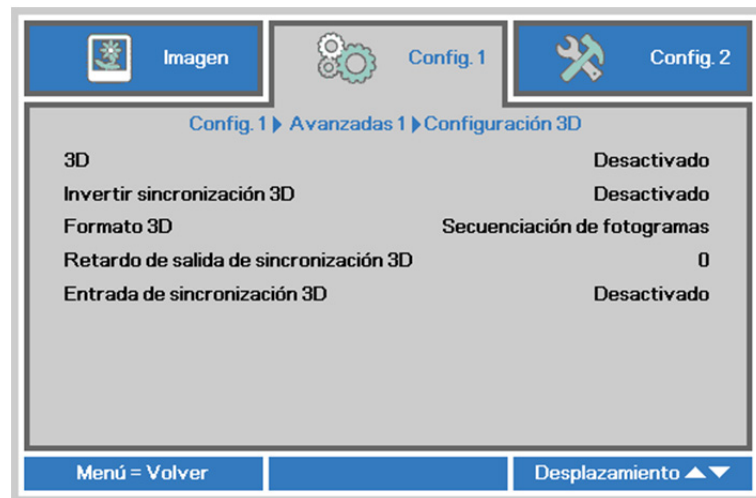 Imagen Config. 1 Config. 2
Config. 1 ▶ Avanzadas 1 ▶ Configuración 3D
3D Desactivado
Invertir sincronización 3D Desactivado
Formato 3D Secuenciación de fotogramas
Retardo de salida de sincronización 3D 0
Entrada de sincronización 3D Desactivado
Menú = Volver Desplazamiento ▲▼